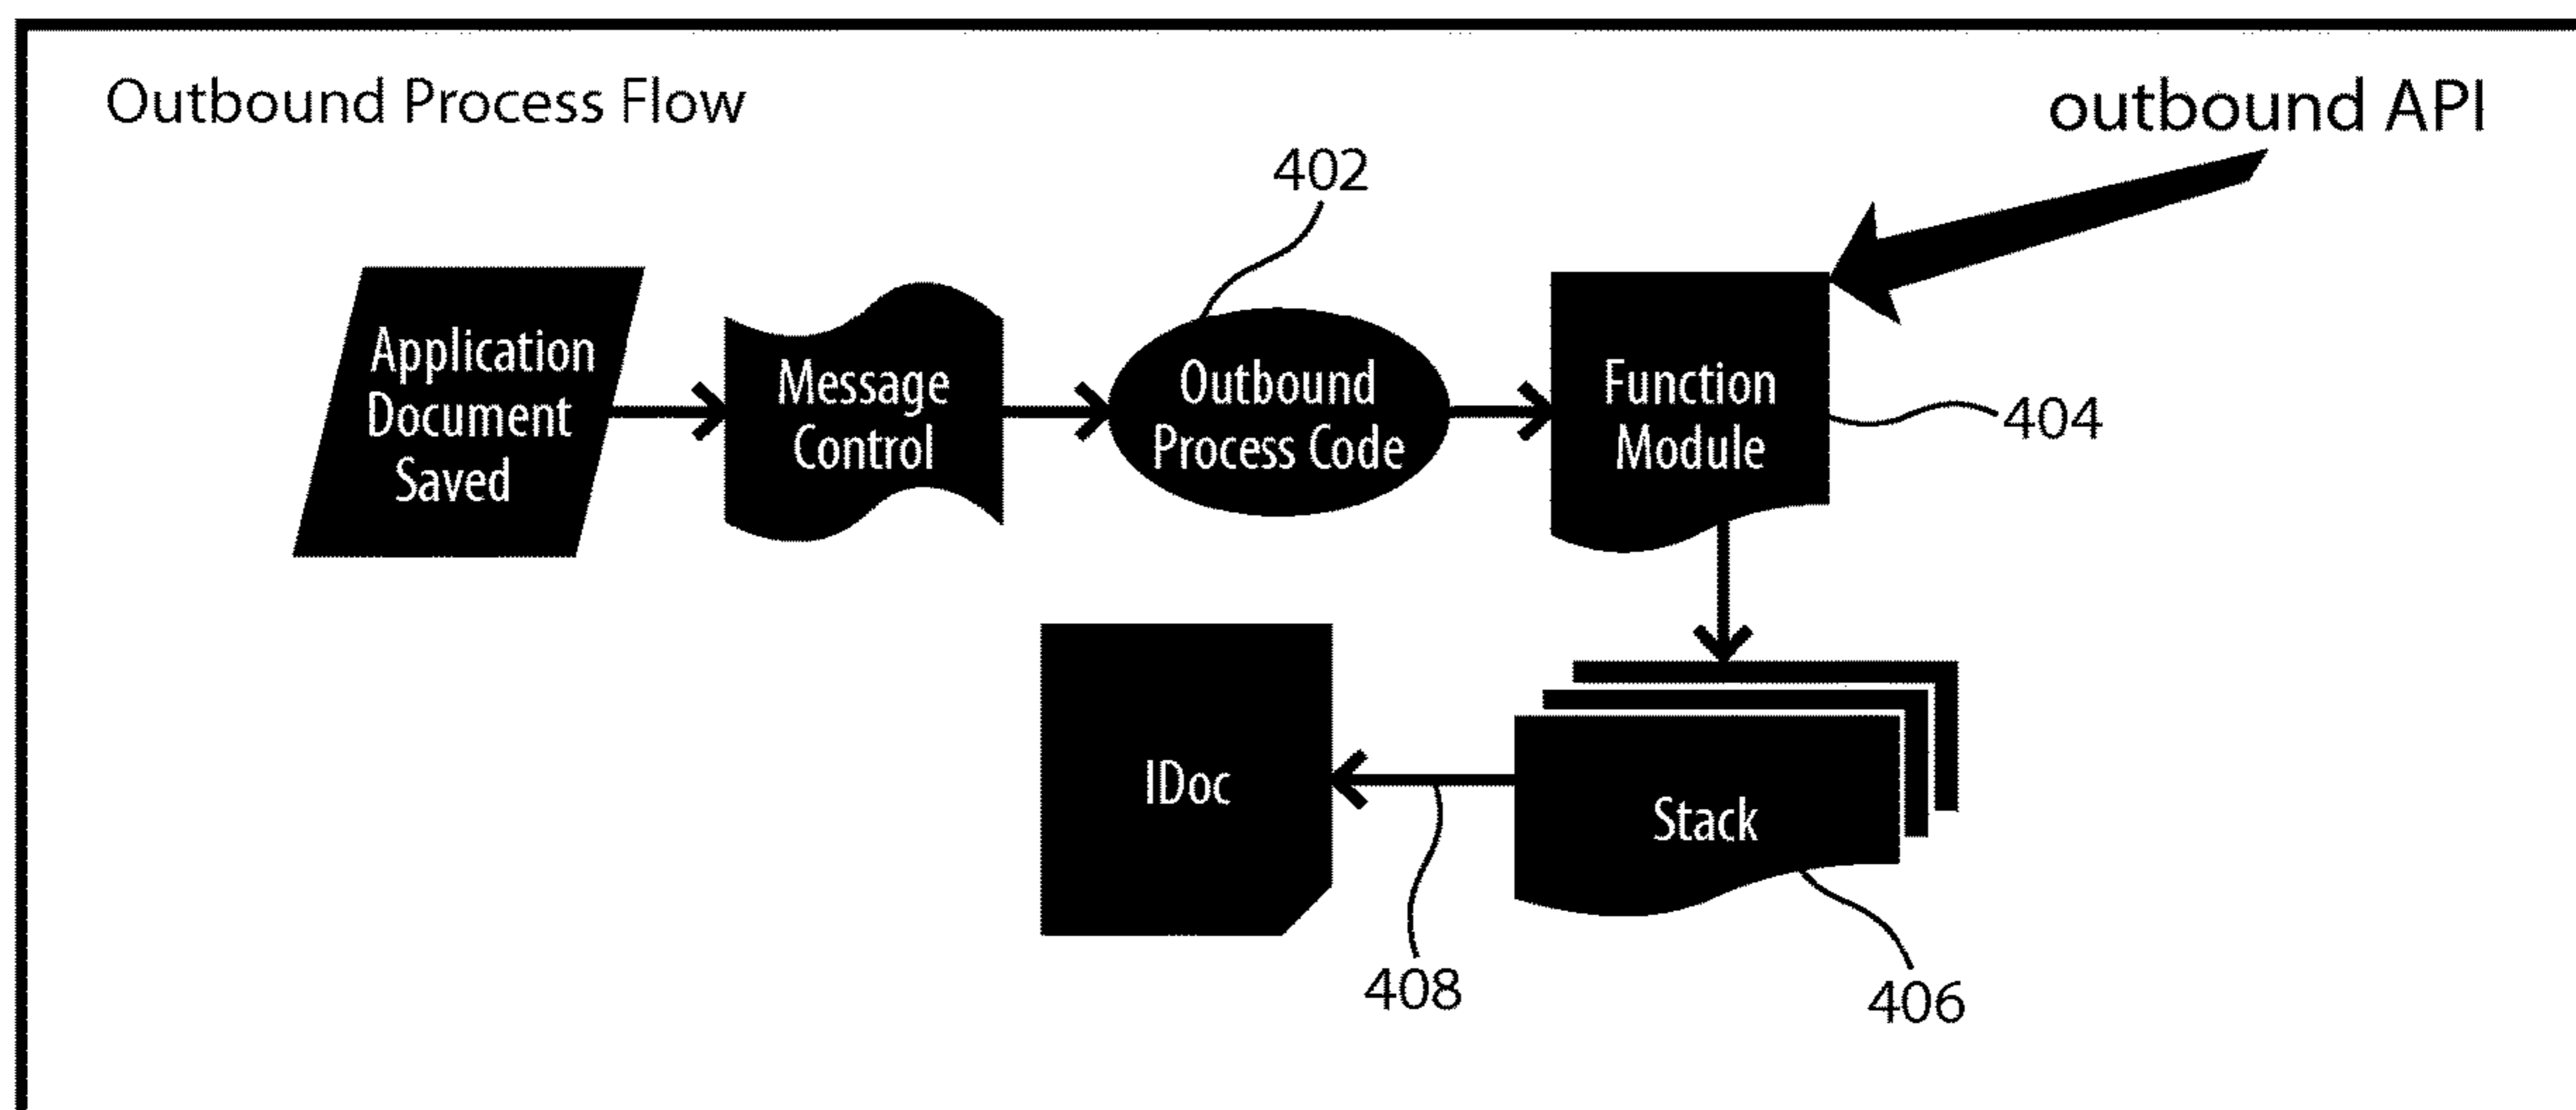 Outbound Process Flow
outbound API
402
Application
Document
Saved
Message
Control
Outbound
Process Code
Function
Module
404
IDoc
Stack
408
406